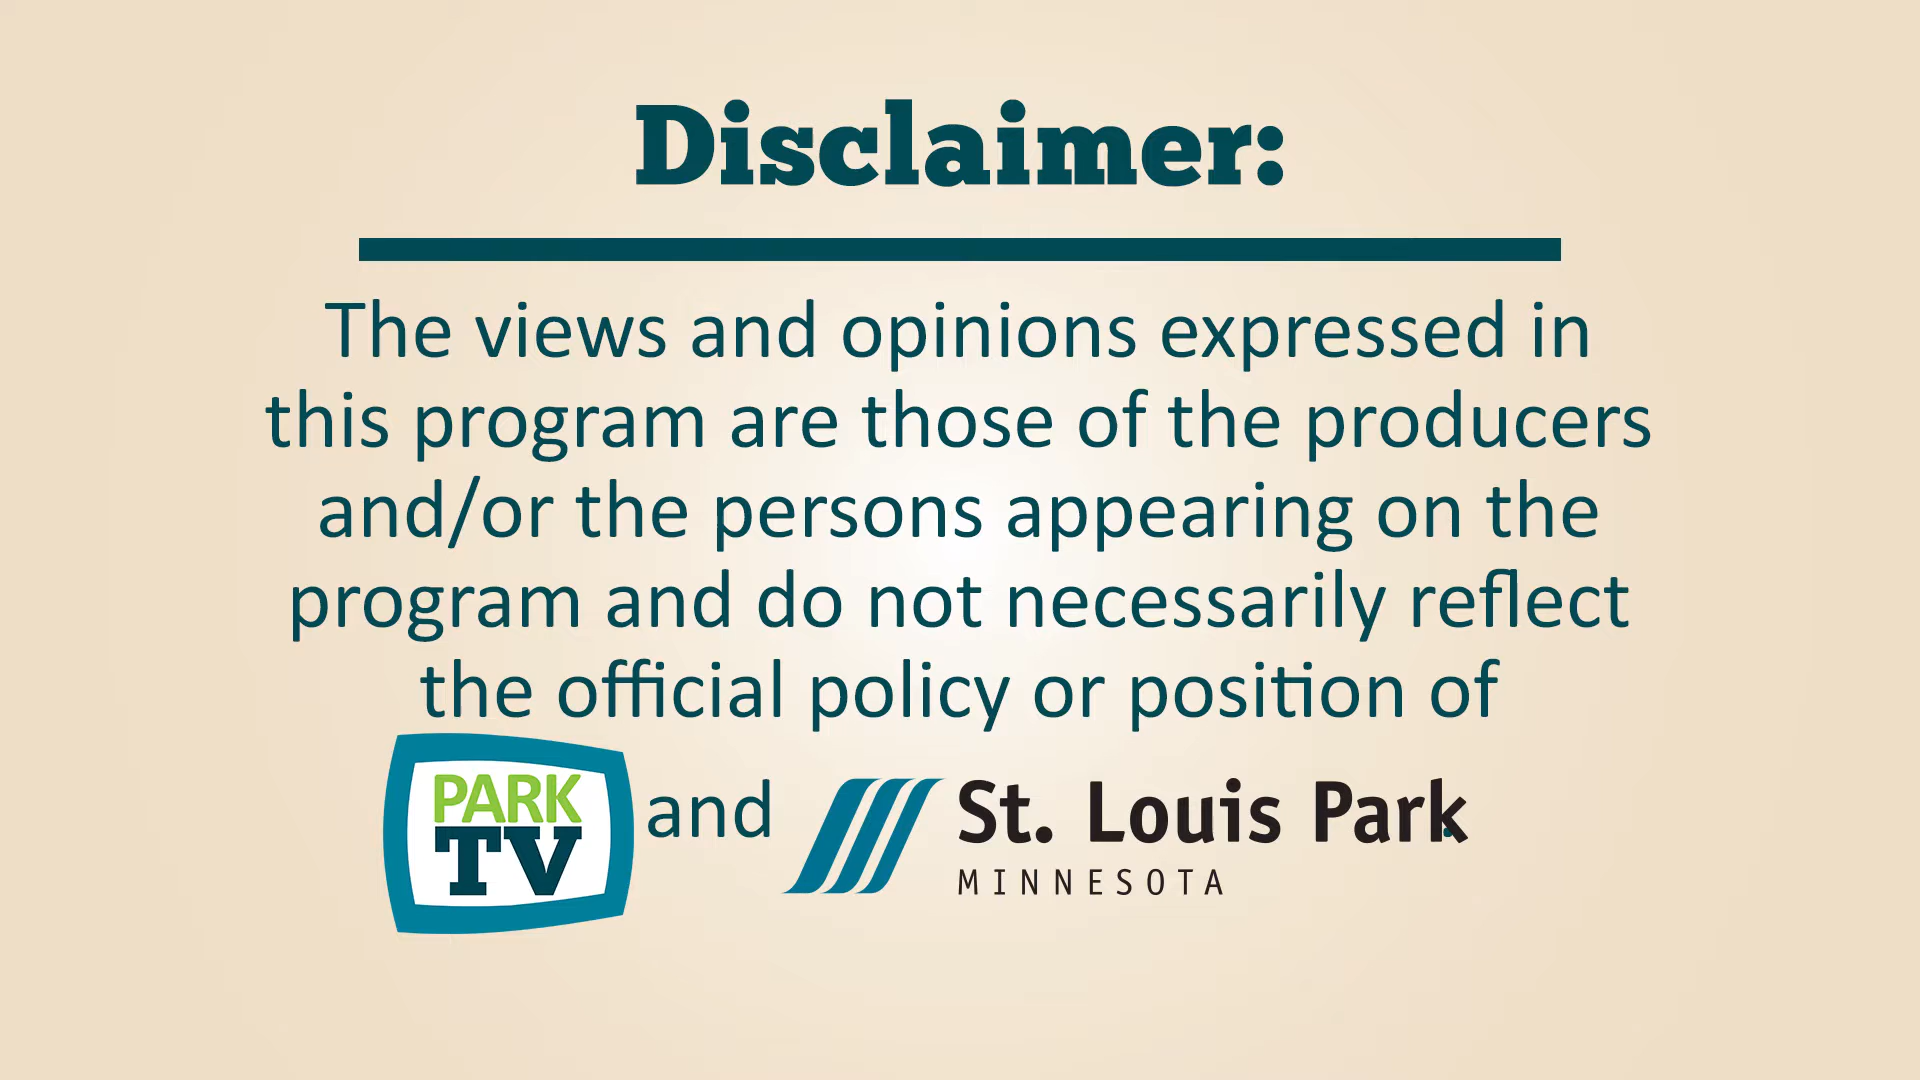 Disclaimer:
The views and opinions expressed in
this program are those of the producers
and/or the persons appearing on the
program and do not necessarily reflect
the official policy or position of
PARK
TV
and
St. Louis Park.
MINNESOTA